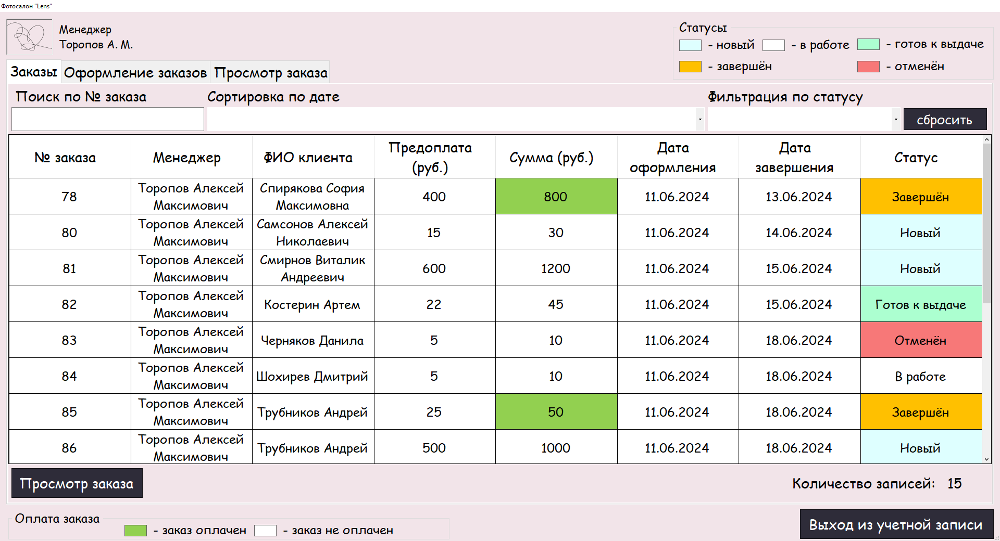 Фотосалон "Lens"
Менеджер
Торопов А. М.
Статусы
- новый - в работе - готов к выдаче
- завершён - отменён
Заказы Оформление заказов Просмотр заказа
Поиск по № заказа Сортировка по дате Фильтрация по статусу
сбросить
№ заказа Менеджер ФИО клиента Предоплата (руб.) Сумма (руб.) Дата оформления Дата завершения Статус
78 Торопов Алексей Максимович Спирякова София Максимовна 400 800 11.06.2024 13.06.2024 Завершён
80 Торопов Алексей Максимович Самсонов Алексей Николаевич 15 30 11.06.2024 14.06.2024 Новый
81 Торопов Алексей Максимович Смирнов Виталик Андреевич 600 1200 11.06.2024 15.06.2024 Новый
82 Торопов Алексей Максимович Костерин Артем 22 45 11.06.2024 15.06.2024 Готов к выдаче
83 Торопов Алексей Максимович Черняков Данила 5 10 11.06.2024 18.06.2024 Отменён
84 Торопов Алексей Максимович Шохирев Дмитрий 5 10 11.06.2024 18.06.2024 В работе
85 Торопов Алексей Максимович Трубников Андрей 25 50 11.06.2024 18.06.2024 Завершён
86 Торопов Алексей Максимович Трубников Андрей 500 1000 11.06.2024 18.06.2024 Новый
Просмотр заказа Количество записей: 15
Оплата заказа
- заказ оплачен - заказ не оплачен
Выход из учетной записи